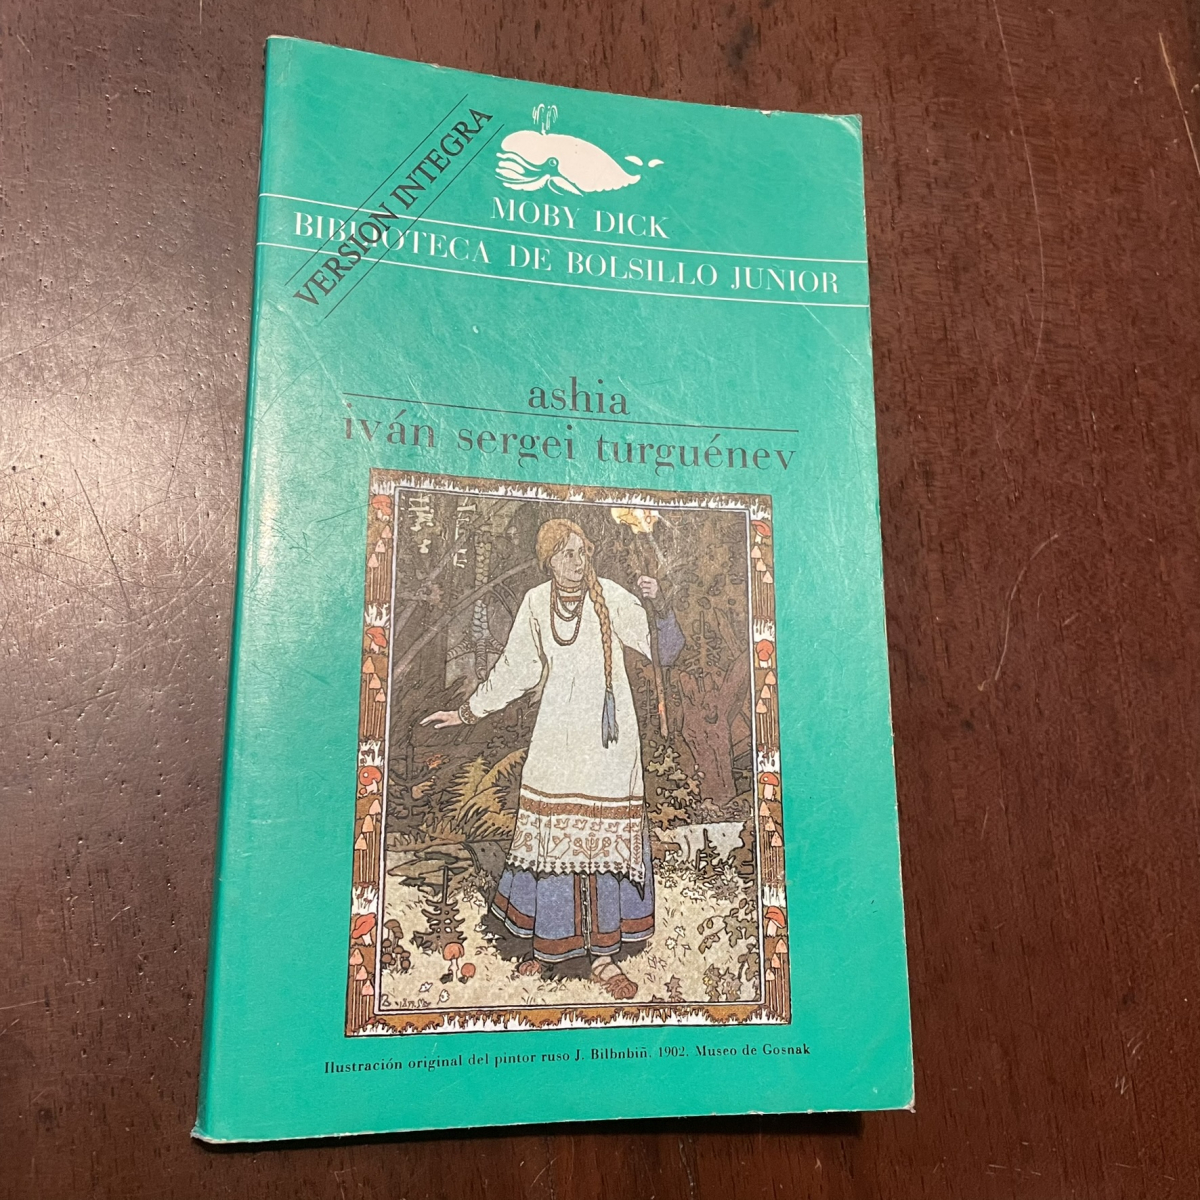 VERSION INTEGRA
MOBY DICK
BIBLIOTECA DE BOLSILLO JUÑIOR
ashia
iván sergei turguénev
Ilustración original del pintor ruso J. Bilbnbiñ. 1902. Museo de Gosnak